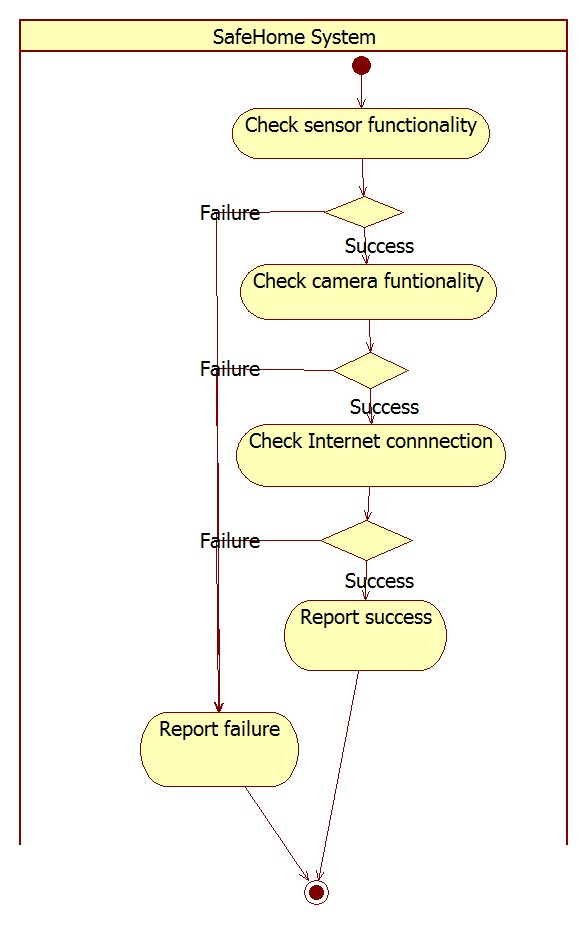 SafeHome System
Check sensor functionality
Failure
Success
Check camera funtionality
Failure
Success
Check Internet connnection
Failure
Success
Report success
Report failure